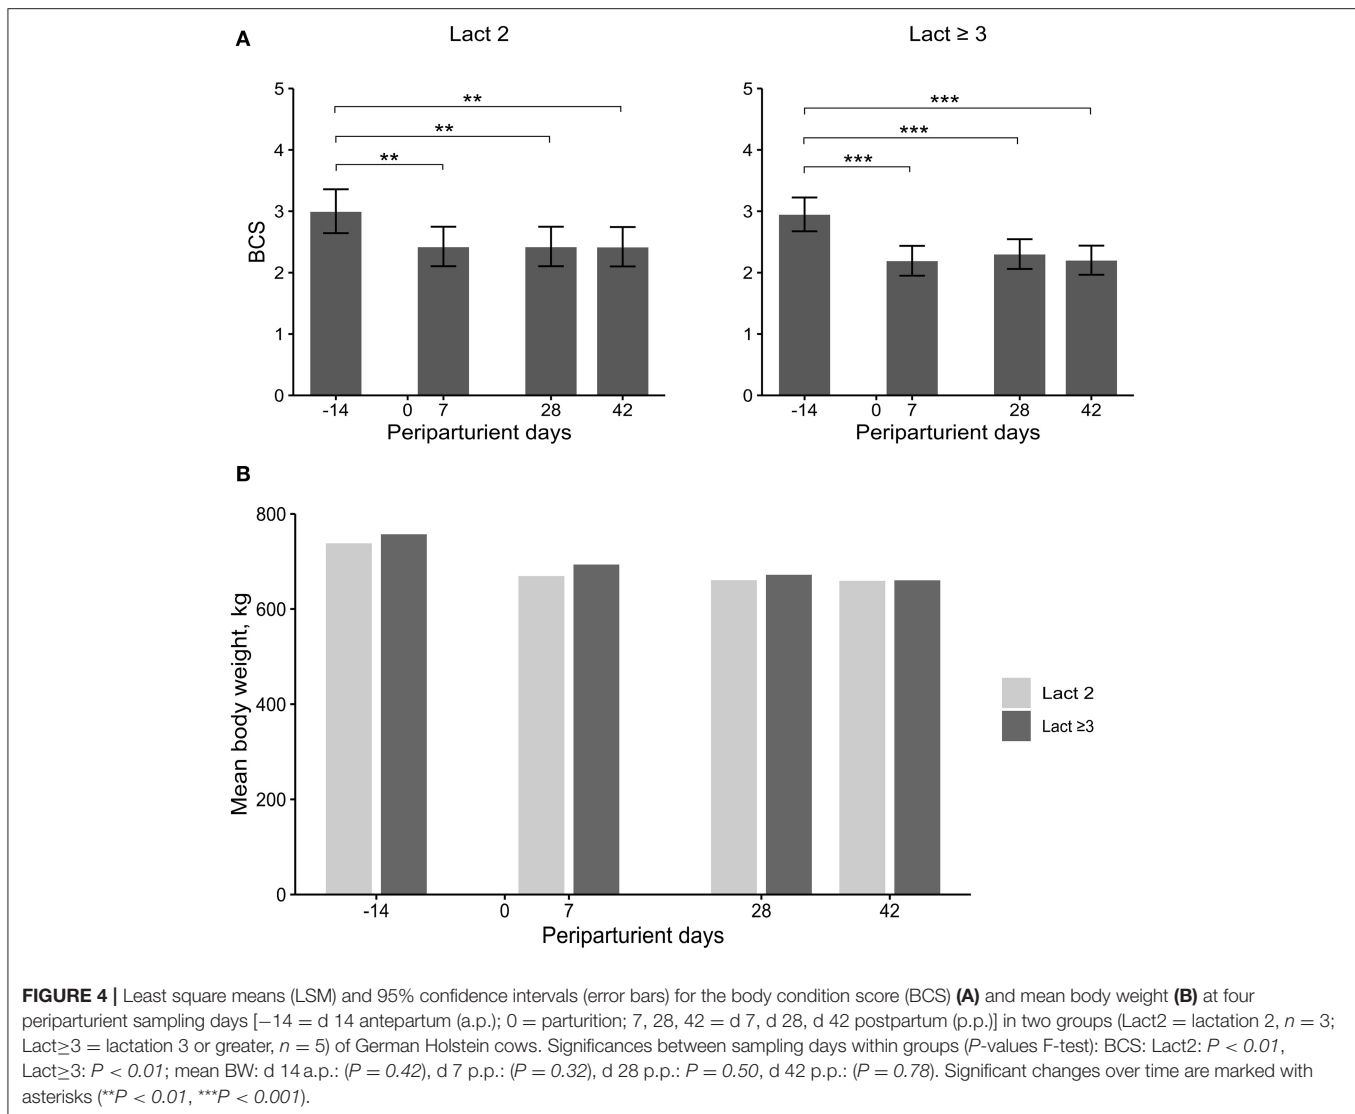 A
Lact 2
Lact ≥ 3
5
4
3
2
1
0
BCS
**
**
**
-14 0 7 28 42
Periparturient days
5
4
3
2
1
0
***
***
***
-14 0 7 28 42
Periparturient days
B
800
600
400
200
0
Mean body weight, kg
-14 0 7 28 42
Periparturient days
Lact 2
Lact ≥3
FIGURE 4 | Least square means (LSM) and 95% confidence intervals (error bars) for the body condition score (BCS) (A) and mean body weight (B) at four
periparturient sampling days [−14 = d 14 antepartum (a.p.); 0 = parturition; 7, 28, 42 = d 7, d 28, d 42 postpartum (p.p.)] in two groups (Lact2 = lactation 2, n = 3;
Lact≥3 = lactation 3 or greater, n = 5) of German Holstein cows. Significances between sampling days within groups (P-values F-test): BCS: Lact2: P < 0.01,
Lact≥3: P < 0.01; mean BW: d 14 a.p.: (P = 0.42), d 7 p.p.: (P = 0.32), d 28 p.p.: P = 0.50, d 42 p.p.: (P = 0.78). Significant changes over time are marked with
asterisks (**P < 0.01, ***P < 0.001).